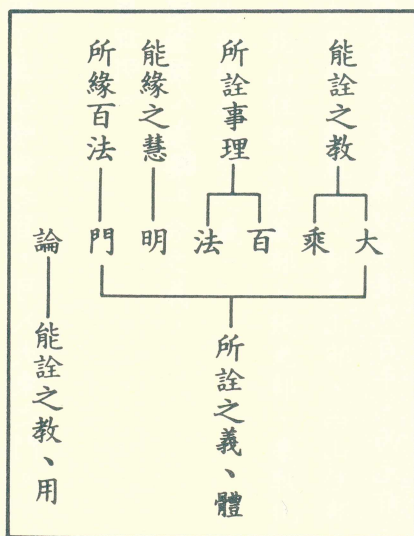 能詮之教
所詮事理
能緣之慧
所緣百法
大乘百法明門論
所詮之義、體
能詮之教、用